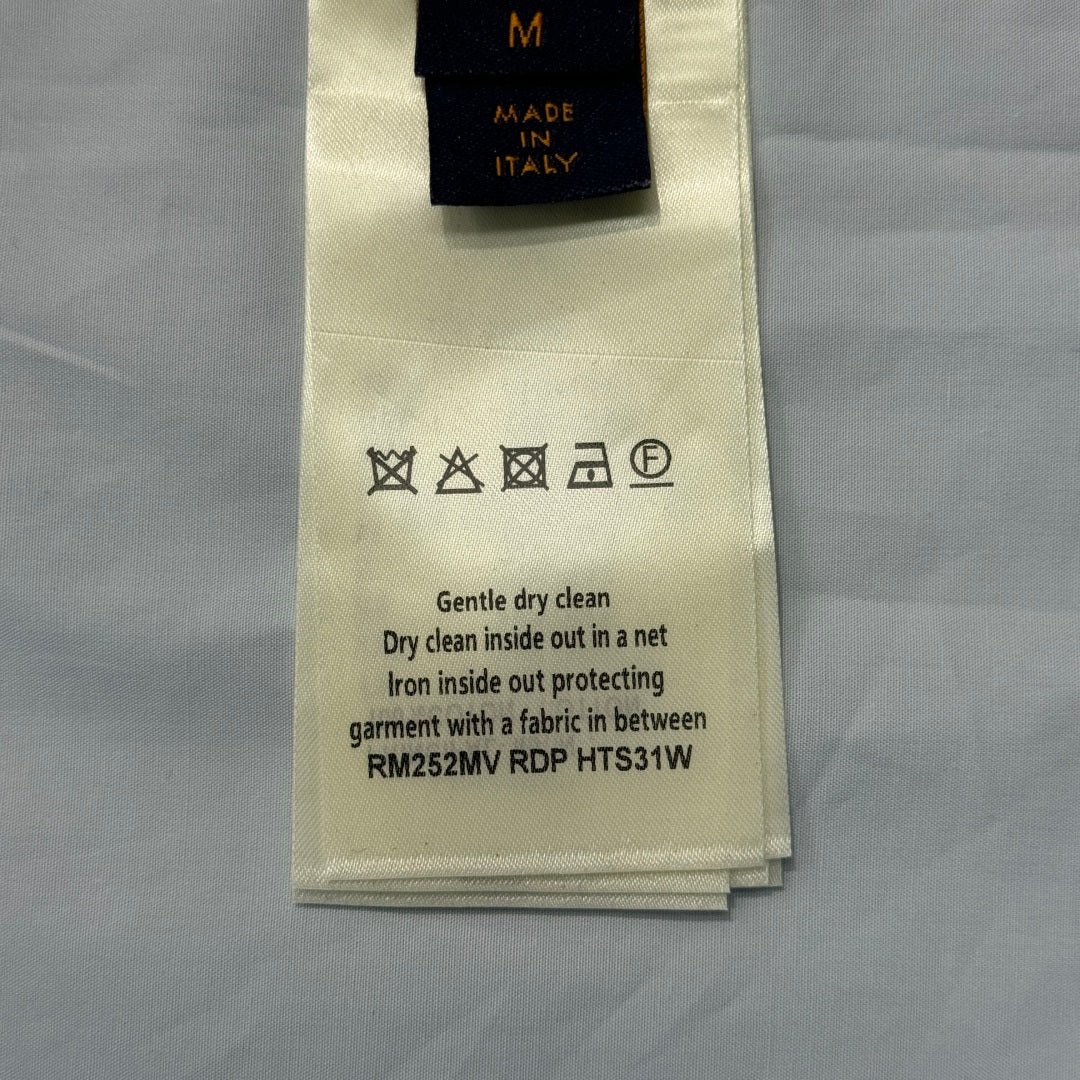 M
MADE
IN
ITALY
F
Gentle dry clean
Dry clean inside out in a net
Iron inside out protecting
garment with a fabric in between
RM252MV RDP HTS31W